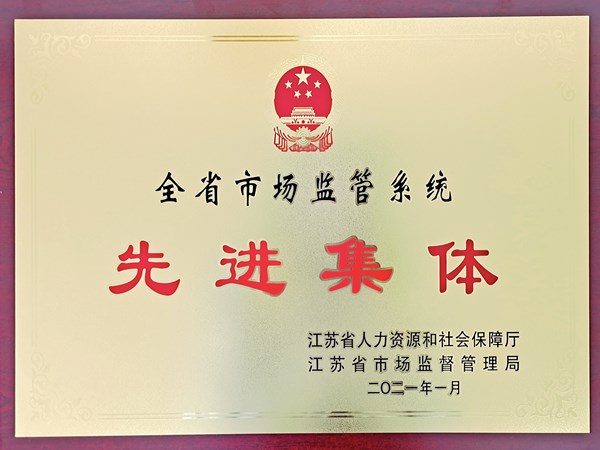 全省市场监管系统
先进集体
江苏省人力资源和社会保障厅
江苏省市场监督管理局
二〇二一年一月